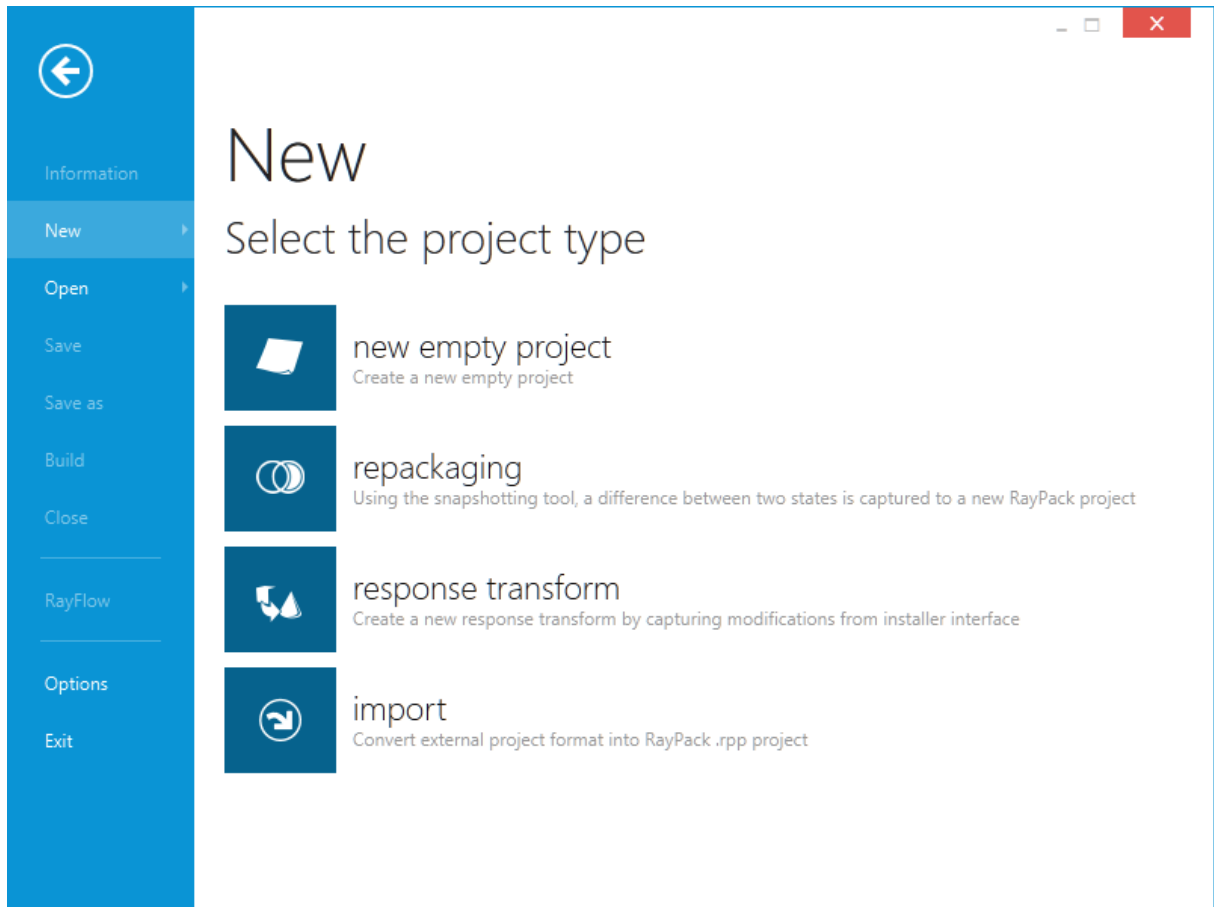 Information
New
Open
Save
Save as
Build
Close
RayFlow
Options
Exit
New
Select the project type
new empty project
Create a new empty project
repackaging
Using the snapshotting tool, a difference between two states is captured to a new RayPack project
response transform
Create a new response transform by capturing modifications from installer interface
import
Convert external project format into RayPack .rpp project